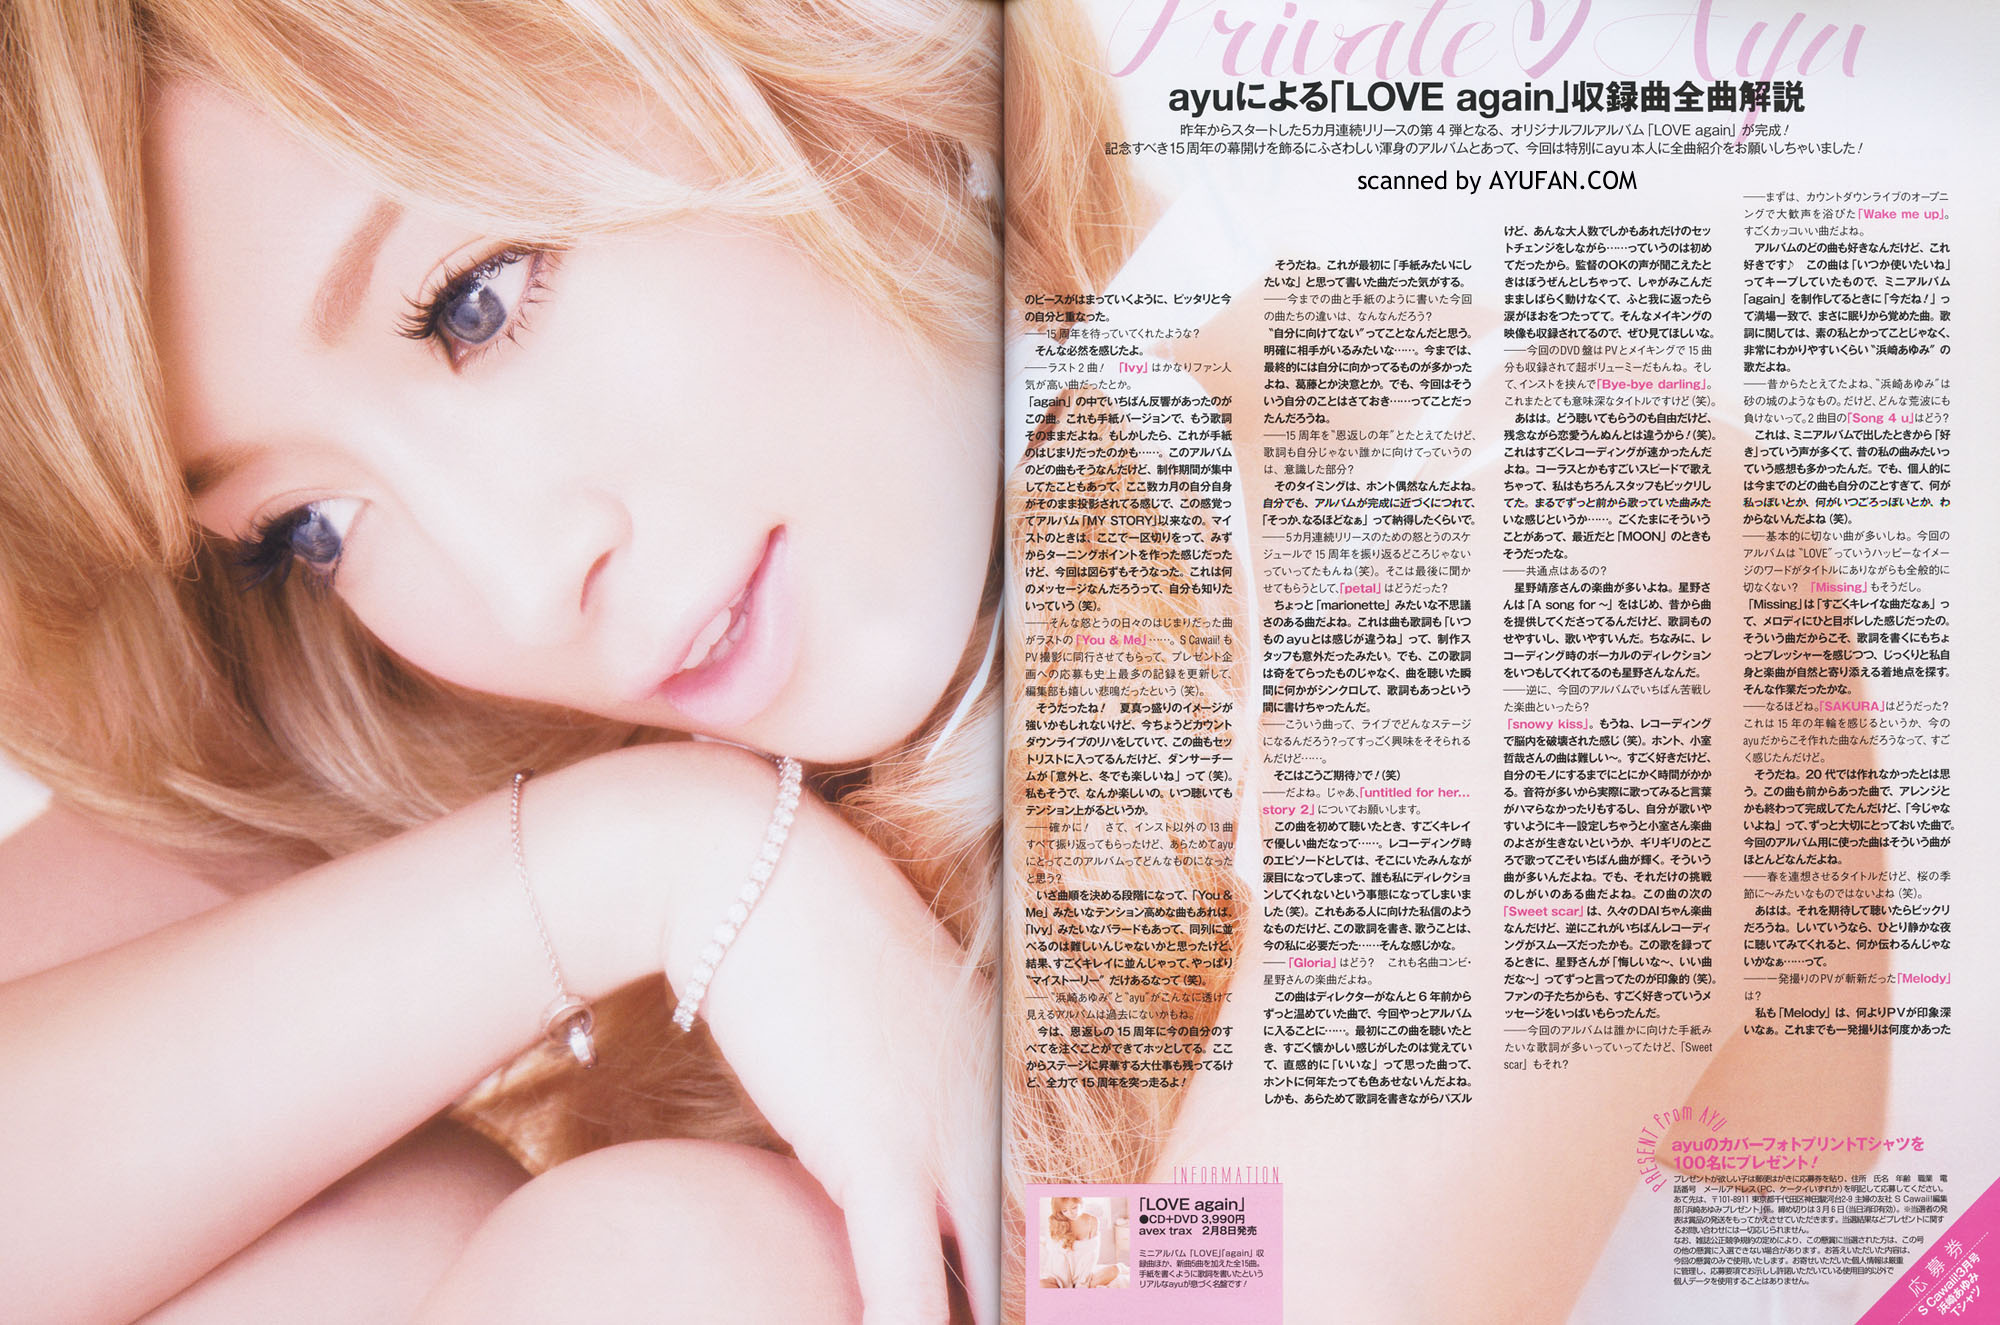 Private♡Ayu
ayuによる「LOVE again」収録曲全曲解説
昨年からスタートした5カ月連続リリースの第4弾となる、オリジナルフルアルバム「LOVE again」が完成!
記念すべき15周年の幕開けを飾るにふさわしい渾身のアルバムとあって、今回は特別にayu本人に全曲紹介をお願いしちゃいました!
scanned by AYUFAN.COM
――まずは、カウントダウンライブのオープニ
ングで大歓声を浴びた「Wake me up」。
すごくカッコいい曲だよね。
アルバムのどの曲も好きなんだけど、これ
好きです♪ この曲は「いつか使いたいね」
ってキープしていたもので、ミニアルバム
「again」を制作してるときに「今だね!」っ
て満場一致で、まさに眠りから覚めた曲。歌
詞に関しては、素の私とかってことじゃなく、
非常にわかりやすいくらい“浜崎あゆみ”の
歌だよね。
――昔からたとえてたよね、“浜崎あゆみ”は
砂の城のようなもの。だけど、どんな荒波にも
負けないって。2曲目の「Song 4 u」はどう?
これは、ミニアルバムで出したときから「好
き」っていう声が多くて、昔の私の曲みたいっ
ていう感想も多かったんだ。でも、個人的に
は今までのどの曲も自分のことすぎて、何が
私っぽいとか、何がいつごろっぽいとか、わ
からないんだよね(笑)。
――基本的に切ない曲が多いしね。今回の
アルバムは“LOVE”っていうハッピーなイメー
ジのワードがタイトルにありながらも全般的に
切なくない? 「Missing」もそうだし。
「Missing」は「すごくキレイな曲だなぁ」っ
て、メロディにひと目ボレした感じだったの。
そういう曲だからこそ、歌詞を書くにもちょ
っとプレッシャーを感じつつ、じっくりと私自
身と楽曲が自然と寄り添える着地点を探す。
そんな作業だったかな。
――なるほどね。「SAKURA」はどうだった?
これは15年の年輪を感じるというか、今の
ayuだからこそ作れた曲なんだろうなって、すご
く感じたんだけど。
そうだね。20代では作れなかったとは思
う。この曲も前からあった曲で、アレンジと
かも終わって完成してたんだけど、「今じゃな
いよね」って、ずっと大切にとっておいた曲で。
今回のアルバム用に使った曲はそういう曲が
ほとんどなんだよね。
――春を連想させるタイトルだけど、桜の季
節に〜みたいなものではないよね(笑)。
あはは。それを期待して聴いたらビックリ
だろうね。しいていうなら、ひとり静かな夜
に聴いてみてくれると、何か伝わるんじゃな
いかなぁ……って。
――一発撮りのPVが斬新だった「Melody」
は?
私も「Melody」は、何よりPVが印象深
いなぁ。これまでも一発撮りは何度かあった
けど、あんな大人数でしかもあれだけのセッ
トチェンジをしながら……っていうのは初め
てだったから。監督のOKの声が聞こえたと
きはぼうぜんとしちゃって、しゃがみこんだ
まましばらく動けなくて、ふと我に返ったら
涙がほおをつたってて。そんなメイキングの
映像も収録されてるので、ぜひ見てほしいな。
――今回のDVD盤はPVとメイキングで15曲
分も収録されて超ボリューミーだもんね。そし
て、インストを挟んで「Bye-bye darling」。
これまたとても意味深なタイトルですけど(笑)。
あはは。どう聴いてもらうのも自由だけど、
残念ながら恋愛うんぬんとは違うから!(笑)。
これはすごくレコーディングが速かったんだ
よね。コーラスとかもすごいスピードで歌え
ちゃって、私はもちろんスタッフもビックリし
てた。まるでずっと前から歌っていた曲みた
いな感じというか……。ごくたまにそういう
ことがあって、最近だと「MOON」のときも
そうだったな。
――共通点はあるの?
星野靖彦さんの楽曲が多いよね。星野さ
んは「A song for〜」をはじめ、昔から曲
を提供してくださってるんだけど、歌詞もの
せやすいし、歌いやすいんだ。ちなみに、レ
コーディング時のボーカルのディレクション
をいつもしてくれてるのも星野さんなんだ。
――逆に、今回のアルバムでいちばん苦戦し
た楽曲といったら?
「snowy kiss」。もうね、レコーディング
で脳内を破壊された感じ(笑)。ホント、小室
哲哉さんの曲は難しい〜。すごく好きだけど、
自分のモノにするまでにとにかく時間がかか
る。音符が多いから実際に歌ってみると言葉
がハマらなかったりもするし、自分が歌いや
すいようにキー設定しちゃうと小室さん楽曲
のよさが生きないというか、ギリギリのとこ
ろで歌ってこそいちばん曲が輝く。そういう
曲が多いんだよね。でも、それだけの挑戦
のしがいのある曲だよね。この曲の次の
「Sweet scar」は、久々のDAIちゃん楽曲
なんだけど、逆にこれがいちばんレコーディ
ングがスムーズだったかも。この歌を録って
るときに、星野さんが「悔しいな〜、いい曲
だな〜」ってずっと言ってたのが印象的(笑)。
ファンの子たちからも、すごく好きっていうメ
ッセージをいっぱいもらったんだ。
――今回のアルバムは誰かに向けた手紙み
たいな歌詞が多いっていってたけど、「Sweet
scar」もそれ?
そうだね。これが最初に「手紙みたいにし
たいな」と思って書いた曲だった気がする。
――今までの曲と手紙のように書いた今回
の曲たちの違いは、なんなんだろう?
“自分に向けてない”ってことなんだと思う。
明確に相手がいるみたいな……。今までは、
最終的には自分に向かってるものが多かった
よね、葛藤とか決意とか。でも、今回はそう
いう自分のことはさておき……ってことだっ
たんだろうね。
――15周年を“恩返しの年”とたとえてたけど、
歌詞も自分じゃない誰かに向けてっていうの
は、意識した部分?
そのタイミングは、ホント偶然なんだよね。
自分でも、アルバムが完成に近づくにつれて、
「そっか、なるほどなぁ」って納得したくらいで。
――5カ月連続リリースのための怒とうのスケ
ジュールで15周年を振り返るどころじゃない
っていってたもんね(笑)。そこは最後に聞か
せてもらうとして、「petal」はどうだった?
ちょっと「marionette」みたいな不思議
さのある曲だよね。これは曲も歌詞も「いつ
ものayuとは感じが違うね」って、制作ス
タッフも意外だったみたい。でも、この歌詞
は奇をてらったものじゃなく、曲を聴いた瞬
間に何かがシンクロして、歌詞もあっという
間に書けちゃったんだ。
――こういう曲って、ライブでどんなステージ
になるんだろう?ってすっごく興味をそそられる
んだけど……。
そこはこうご期待♪で!(笑)
――だよね。じゃあ、「untitled for her...
story 2」についてお願いします。
この曲を初めて聴いたとき、すごくキレイ
で優しい曲だなって……。レコーディング時
のエピソードとしては、そこにいたみんなが
涙目になってしまって、誰も私にディレクショ
ンしてくれないという事態になってしまいま
した(笑)。これもある人に向けた私信のよう
なものだけど、この歌詞を書き、歌うことは、
今の私に必要だった……そんな感じかな。
――「Gloria」はどう? これも名曲コンビ・
星野さんの楽曲だよね。
この曲はディレクターがなんと6年前から
ずっと温めていた曲で、今回やっとアルバム
に入ることに……。最初にこの曲を聴いたと
き、すごく懐かしい感じがしたのは覚えてい
て、直感的に「いいな」って思った曲って、
ホントに何年たっても色あせないんだよね。
しかも、あらためて歌詞を書きながらパズル
のピースがはまっていくように、ピッタリと今
の自分と重なった。
――15周年を待っていてくれたような?
そんな必然を感じたよ。
――ラスト2曲! 「Ivy」はかなりファン人
気が高い曲だったとか。
「again」の中でいちばん反響があったのが
この曲。これも手紙バージョンで、もう歌詞
そのままだよね。もしかしたら、これが手紙
のはじまりだったのかも……。このアルバム
のどの曲もそうなんだけど、制作期間が集中
してたこともあって、ここ数カ月の自分自身
がそのまま投影されてる感じで、この感覚っ
てアルバム「MY STORY」以来なの。マイ
ストのときは、ここで一区切りをって、みず
からターニングポイントを作った感じだった
けど、今回は図らずもそうなった。これは何
のメッセージなんだろうって、自分も知りた
いっていう(笑)。
――そんな怒とうの日々のはじまりだった曲
がラストの「You & Me」……。S Cawaii!も
PV撮影に同行させてもらって、プレゼント企
画への応募も史上最多の記録を更新して、
編集部も嬉しい悲鳴だったという(笑)。
そうだったね! 夏真っ盛りのイメージが
強いかもしれないけど、今ちょうどカウント
ダウンライブのリハをしていて、この曲もセッ
トリストに入ってるんだけど、ダンサーチー
ムが「意外と、冬でも楽しいね」って(笑)。
私もそうで、なんか楽しいの。いつ聴いても
テンション上がるというか。
――確かに! さて、インスト以外の13曲
すべて振り返ってもらったけど、あらためてayu
にとってこのアルバムってどんなものになった
と思う?
いざ曲順を決める段階になって、「You &
Me」みたいなテンション高めな曲もあれば、
「Ivy」みたいなバラードもあって、同列に並
べるのは難しいんじゃないかと思ったけど、
結果、すごくキレイに並んじゃって、やっぱり
“マイストーリー”だけあるなって(笑)。
――“浜崎あゆみ”と“ayu”がこんなに透けて
見えるアルバムは過去にないかもね。
今は、恩返しの15周年に今の自分のす
べてを注ぐことができてホッとしてる。ここ
からステージに昇華する大仕事も残ってるけ
ど、全力で15周年を突っ走るよ!
INFORMATION
「LOVE again」
●CD+DVD 3,990円
avex trax 2月8日発売
ミニアルバム「LOVE」「again」収
録曲ほか、新曲5曲を加えた全15曲。
手紙を書くように歌詞を書いたという
リアルなayuが息づく名盤です!
PRESENT from AYU
ayuのカバーフォトプリントTシャツを
100名にプレゼント!
プレゼントが欲しい子は郵便はがきに応募券を貼り、住所 氏名 年齢 職業 電
話番号 メールアドレス(PC、ケータイいずれか)を明記して応募してください。
あて先は、〒101-8911 東京都千代田区神田駿河台2-9 主婦の友社 S Cawaii!編集
部「浜崎あゆみプレゼント」係。締め切りは3月6日(当日消印有効)。※当選者の発
表は賞品の発送をもってかえさせていただきます。当選結果などプレゼントに関す
るお問い合わせには一切応じられません。
なお、雑誌公正競争規約の定めにより、この懸賞に当選された方は、この号
の他の懸賞に入選できない場合があります。お答えいただいた内容は、
今回の懸賞のみで使用いたします。お寄せいただいた個人情報は厳重
に管理し、応募要項でお示しし許諾いただいている使用目的以外で
個人データを使用することはありません。
応募券
S Cawaii!3月号
浜崎あゆみ
Tシャツ